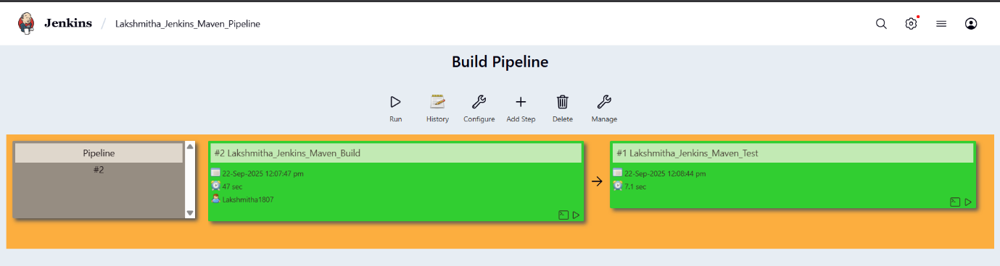 Jenkins / Lakshmitha_Jenkins_Maven_Pipeline
Build Pipeline
Run History Configure Add Step Delete Manage
Pipeline
#2
#2 Lakshmitha_Jenkins_Maven_Build
22-Sep-2025 12:07:47 pm
47 sec
Lakshmitha1807
#1 Lakshmitha_Jenkins_Maven_Test
22-Sep-2025 12:08:44 pm
7.1 sec